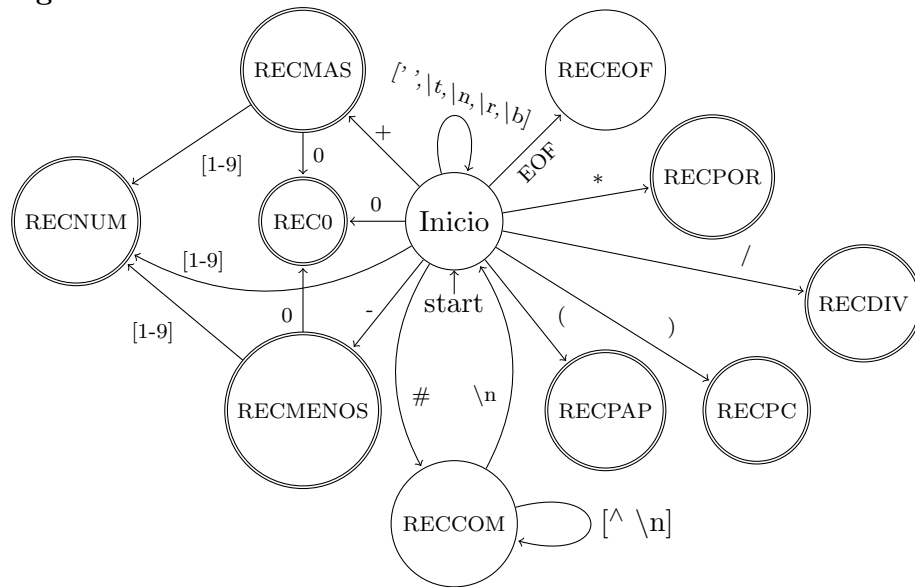 RECMAS
[' ',\t,\n,\r,\b]
RECEOF
+
EOF
[1-9]
0
*
RECPOR
RECNUM
REC0
0
Inicio
[1-9]
/
start
RECDIV
[1-9]
0
-
(
)
RECMENOS
#
\n
RECPAP
RECPC
RECCOM
[^ \n]